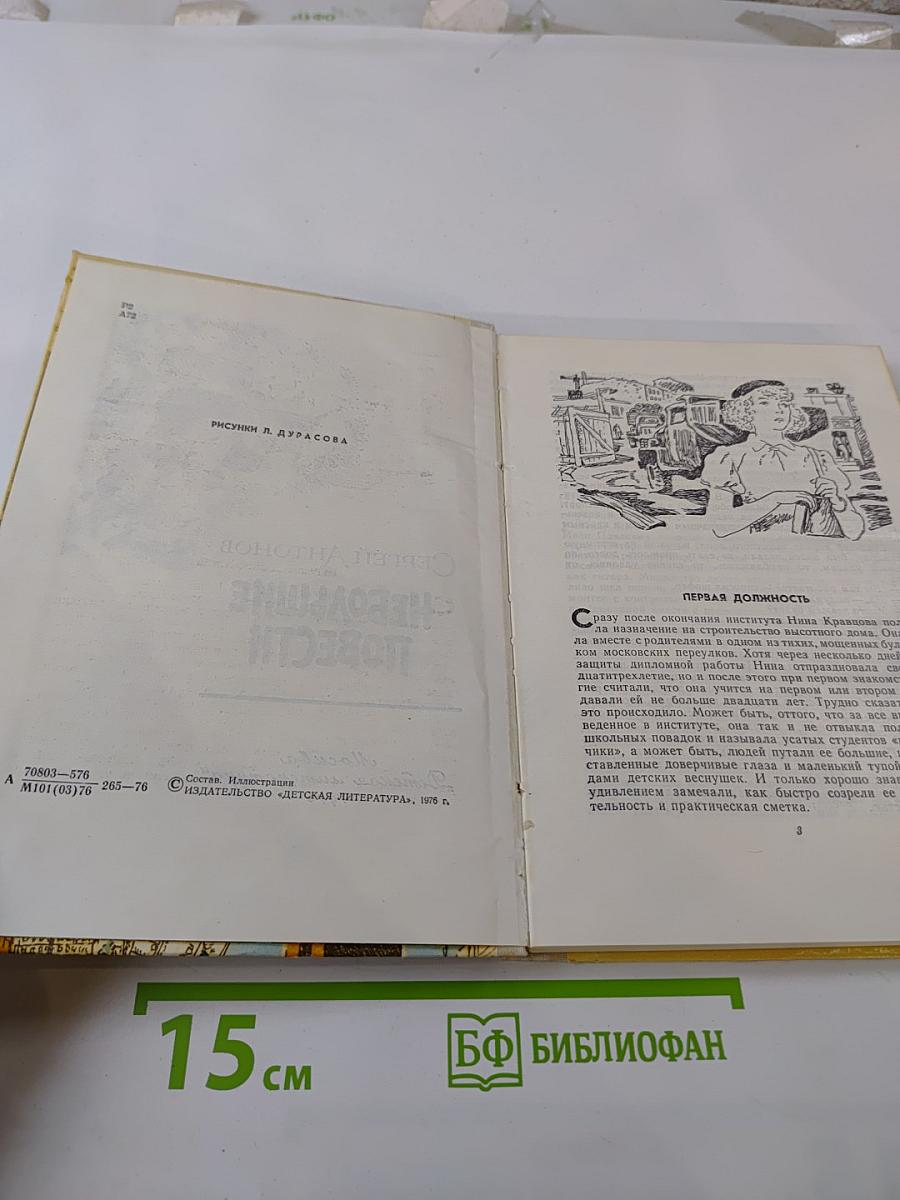 Р2
А72
РИСУНКИ Л. ДУРАСОВА
СЕРГЕЙ АНТОНОВ
НЕБОЛЬШИЕ
ПОВЕСТИ
Москва
А 70803—576
М101(03)76 265—76
© Состав. Иллюстрации.
ИЗДАТЕЛЬСТВО «ДЕТСКАЯ ЛИТЕРАТУРА», 1976 г.
ПЕРВАЯ ДОЛЖНОСТЬ
Сразу после окончания института Нина Кравцова пол
ла назначение на строительство высотного дома. Она
ла вместе с родителями в одном из тихих, мощенных бул
ком московских переулков. Хотя через несколько дней
защиты дипломной работы Нина отпраздновала сво
дцатитрехлетие, но и после этого при первом знакомст
гие считали, что она учится на первом или втором
давали ей не больше двадцати лет. Трудно сказат
это происходило. Может быть, оттого, что за все вр
веденное в институте, она так и не отвыкла пол
школьных повадок и называла усатых студентов «
чики», а может быть, людей путали ее большие,
ставленные доверчивые глаза и маленький тупой
дами детских веснушек. И только хорошо знав
удивлением замечали, как быстро созрели ее
тельность и практическая сметка.
3
15 см
БФ БИБЛИОФАН